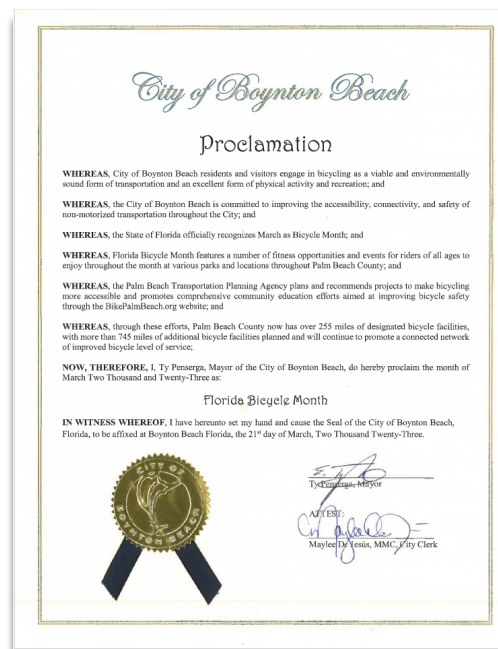 City of Boynton Beach
Proclamation
WHEREAS, City of Boynton Beach residents and visitors engage in bicycling as a viable and environmentally
sound form of transportation and an excellent form of physical activity and recreation; and
WHEREAS, the City of Boynton Beach is committed to improving the accessibility, connectivity, and safety of
non-motorized transportation throughout the City; and
WHEREAS, the State of Florida officially recognizes March as Bicycle Month; and
WHEREAS, Florida Bicycle Month features a number of fitness opportunities and events for riders of all ages to
enjoy throughout the month at various parks and locations throughout Palm Beach County; and
WHEREAS, the Palm Beach Transportation Planning Agency plans and recommends projects to make bicycling
more accessible and promotes comprehensive community education efforts aimed at improving bicycle safety
through the BikePalmBeach.org website; and
WHEREAS, through these efforts, Palm Beach County now has over 255 miles of designated bicycle facilities,
with more than 745 miles of additional bicycle facilities planned and will continue to promote a connected network
of improved bicycle level of service;
NOW, THEREFORE, I, Ty Penserga, Mayor of the City of Boynton Beach, do hereby proclaim the month of
March Two Thousand and Twenty-Three as:
Florida Bicycle Month
IN WITNESS WHEREOF, I have hereunto set my hand and cause the Seal of the City of Boynton Beach,
Florida, to be affixed at Boynton Beach Florida, the 21st day of March, Two Thousand Twenty-Three.
CITY OF
BOYNTON BEACH
Ty Penserga, Mayor
ATTEST:
Maylee De Jesús, MMC, City Clerk